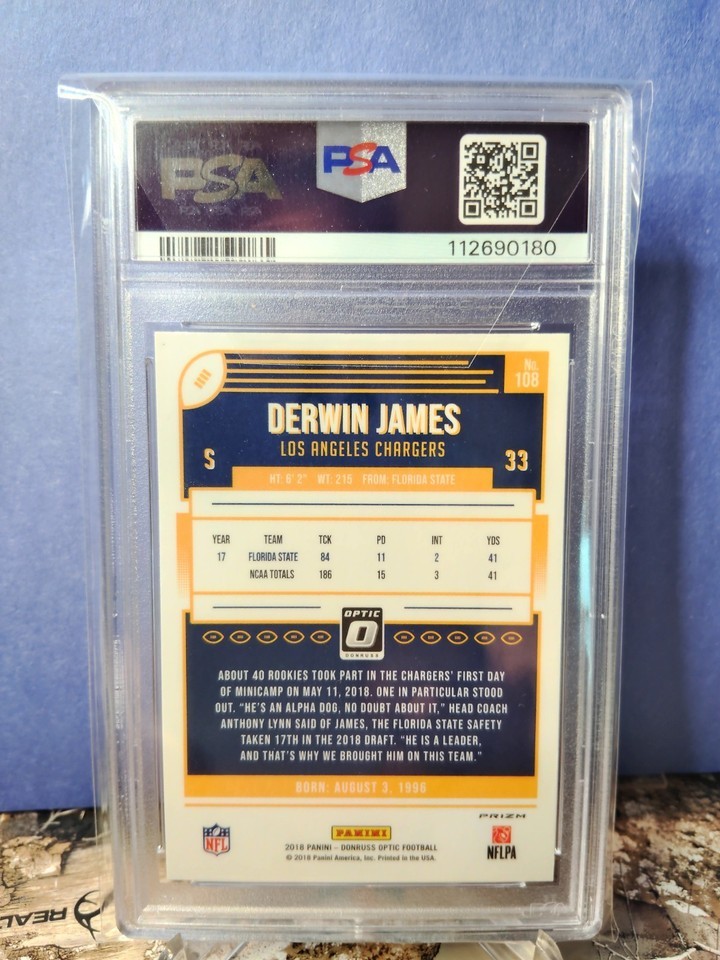 PSA
PSA
112690180
No.
108
DERWIN JAMES
LOS ANGELES CHARGERS
S
33
HT: 6' 2" WT: 215 FROM: FLORIDA STATE
YEAR TEAM TCK PD INT YDS
17 FLORIDA STATE 84 11 2 41
NCAA TOTALS 186 15 3 41
OPTIC
O
DONRUSS
ABOUT 40 ROOKIES TOOK PART IN THE CHARGERS' FIRST DAY
OF MINICAMP ON MAY 11, 2018. ONE IN PARTICULAR STOOD
OUT. "HE'S AN ALPHA DOG, NO DOUBT ABOUT IT," HEAD COACH
ANTHONY LYNN SAID OF JAMES, THE FLORIDA STATE SAFETY
TAKEN 17TH IN THE 2018 DRAFT. "HE IS A LEADER,
AND THAT'S WHY WE BROUGHT HIM ON THIS TEAM."
BORN: AUGUST 3, 1996
PRIZM
NFL
PANINI
2018 PANINI – DONRUSS OPTIC FOOTBALL
© 2018 Panini America, Inc. Printed in the USA.
NFLPA
REAL